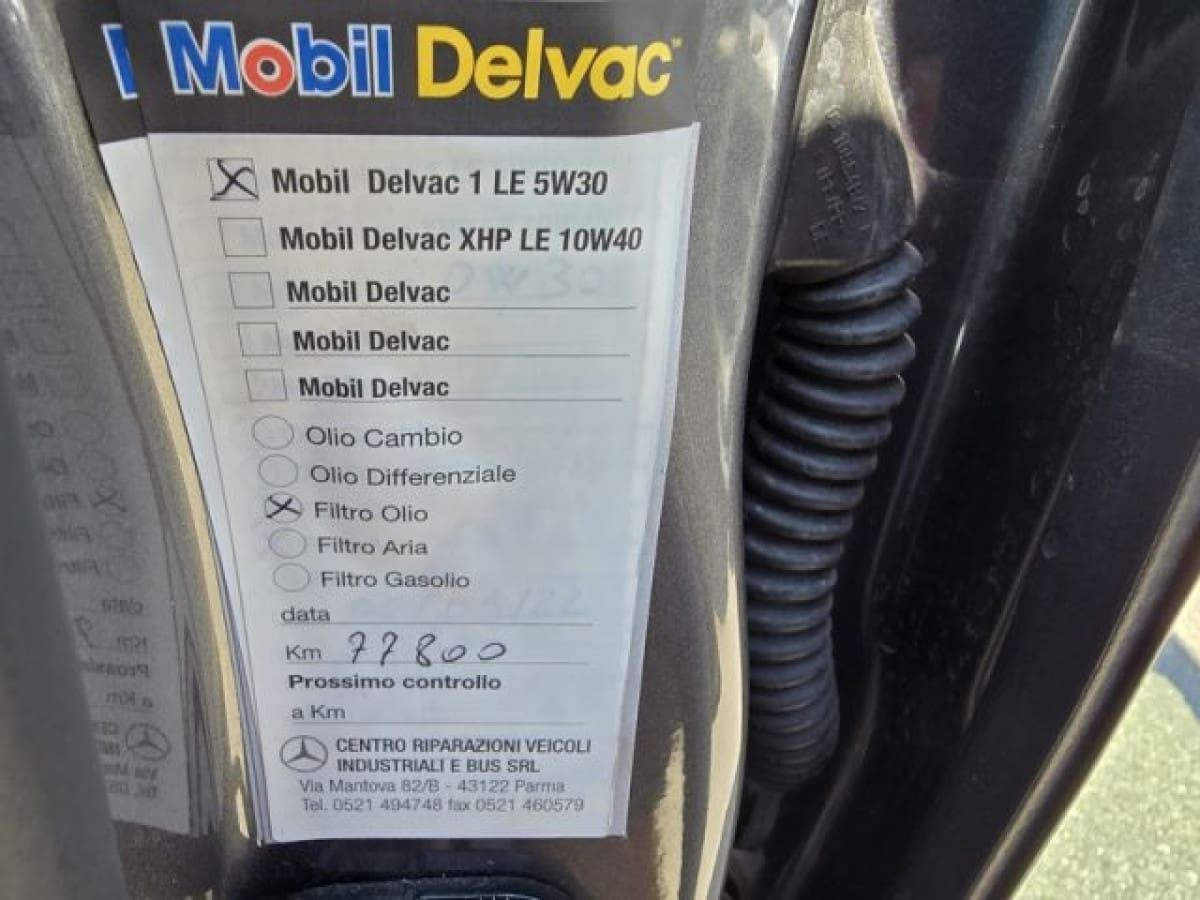 Mobil Delvac
Mobil Delvac 1 LE 5W30
Mobil Delvac XHP LE 10W40
Mobil Delvac
Mobil Delvac
Mobil Delvac
Olio Cambio
Olio Differenziale
Filtro Olio
Filtro Aria
Filtro Gasolio
data
Km 77800
Prossimo controllo
a Km
CENTRO RIPARAZIONI VEICOLI
INDUSTRIALI E BUS SRL
Via Mantova 82/B - 43122 Parma
Tel. 0521 494748 fax 0521 460579